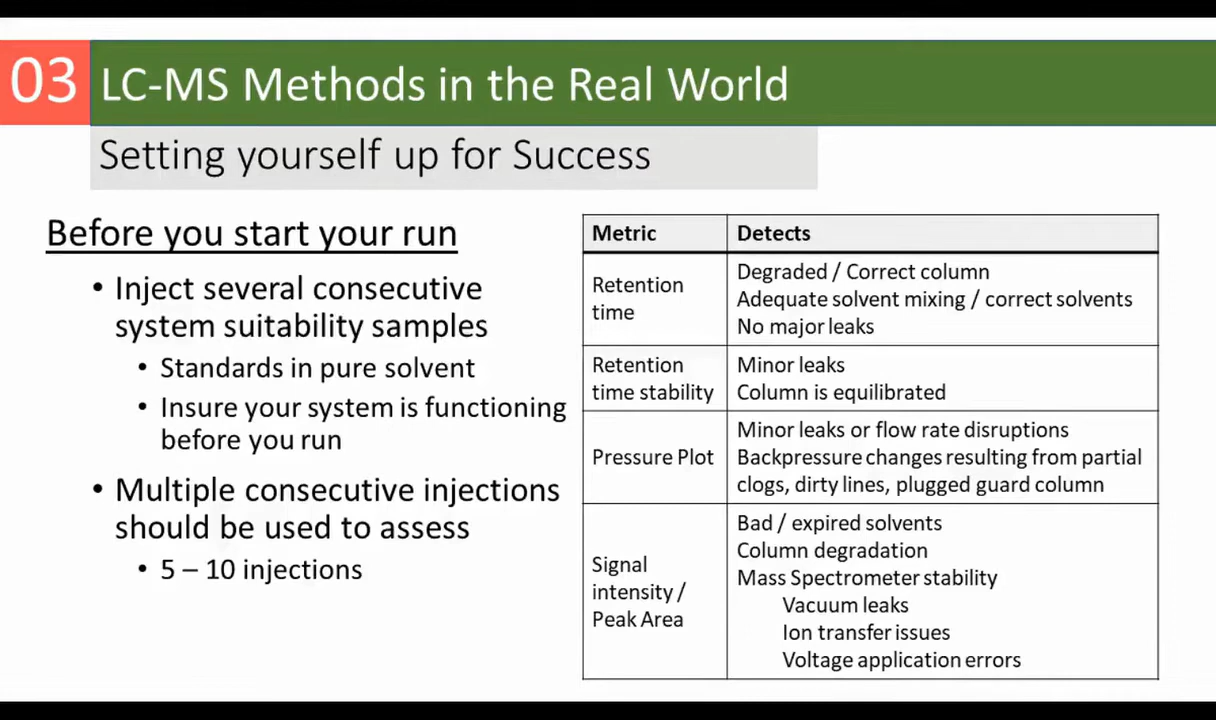 03
LC-MS Methods in the Real World
Setting yourself up for Success
Before you start your run
• Inject several consecutive
system suitability samples
• Standards in pure solvent
• Insure your system is functioning
before you run
• Multiple consecutive injections
should be used to assess
• 5 – 10 injections
Metric
Detects
Retention
time
Degraded / Correct column
Adequate solvent mixing / correct solvents
No major leaks
Retention
time stability
Minor leaks
Column is equilibrated
Pressure Plot
Minor leaks or flow rate disruptions
Backpressure changes resulting from partial
clogs, dirty lines, plugged guard column
Signal
intensity /
Peak Area
Bad / expired solvents
Column degradation
Mass Spectrometer stability
Vacuum leaks
Ion transfer issues
Voltage application errors